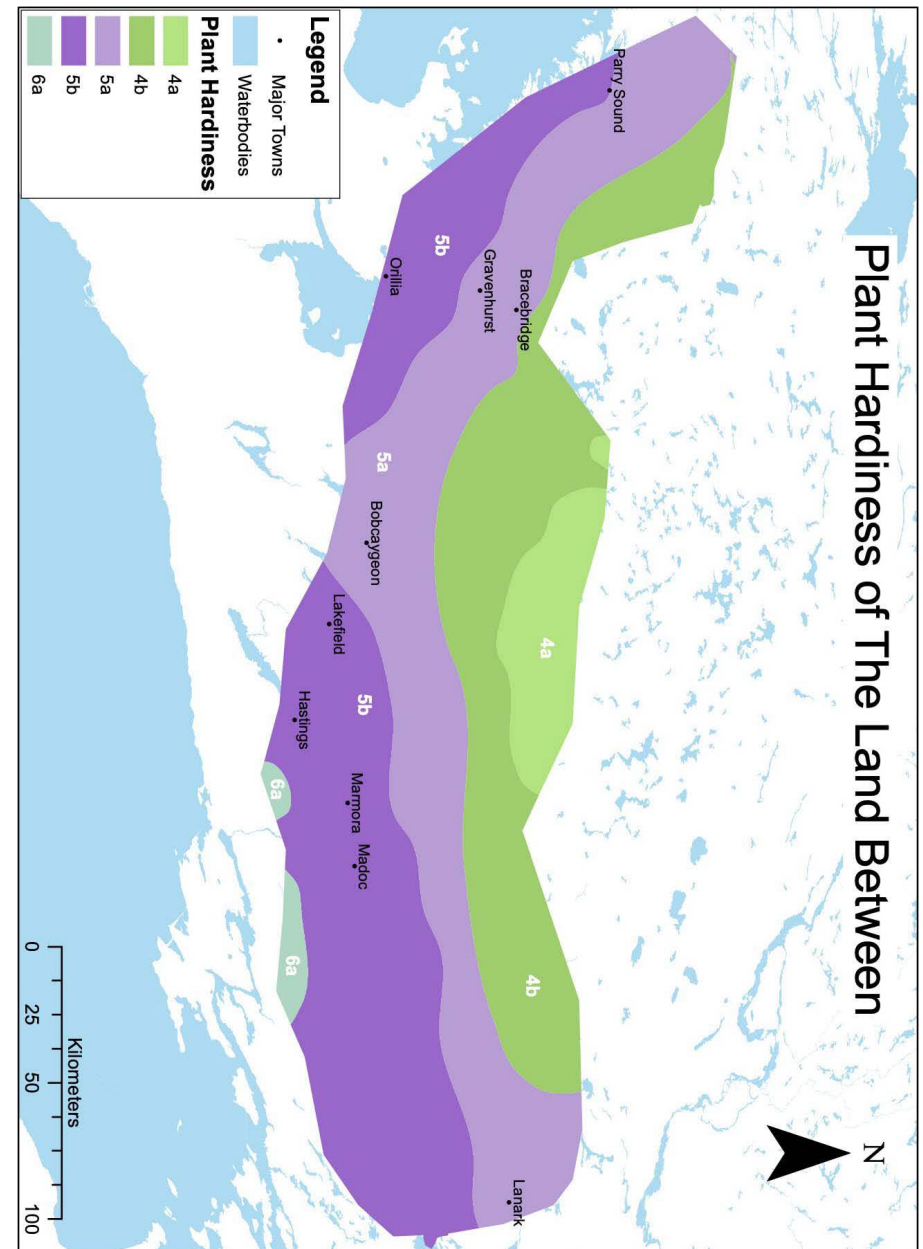 Plant Hardiness of The Land Between
N
Parry Sound
Bracebridge
Gravenhurst
5b
Orillia
4a
4b
5a
Bobcaygeon
Lakefield
5b
Hastings
Marmora
Madoc
6a
6a
Lanark
Legend
Major Towns
Waterbodies
Plant Hardiness
4a
4b
5a
5b
6a
Kilometers
0 25 50 100